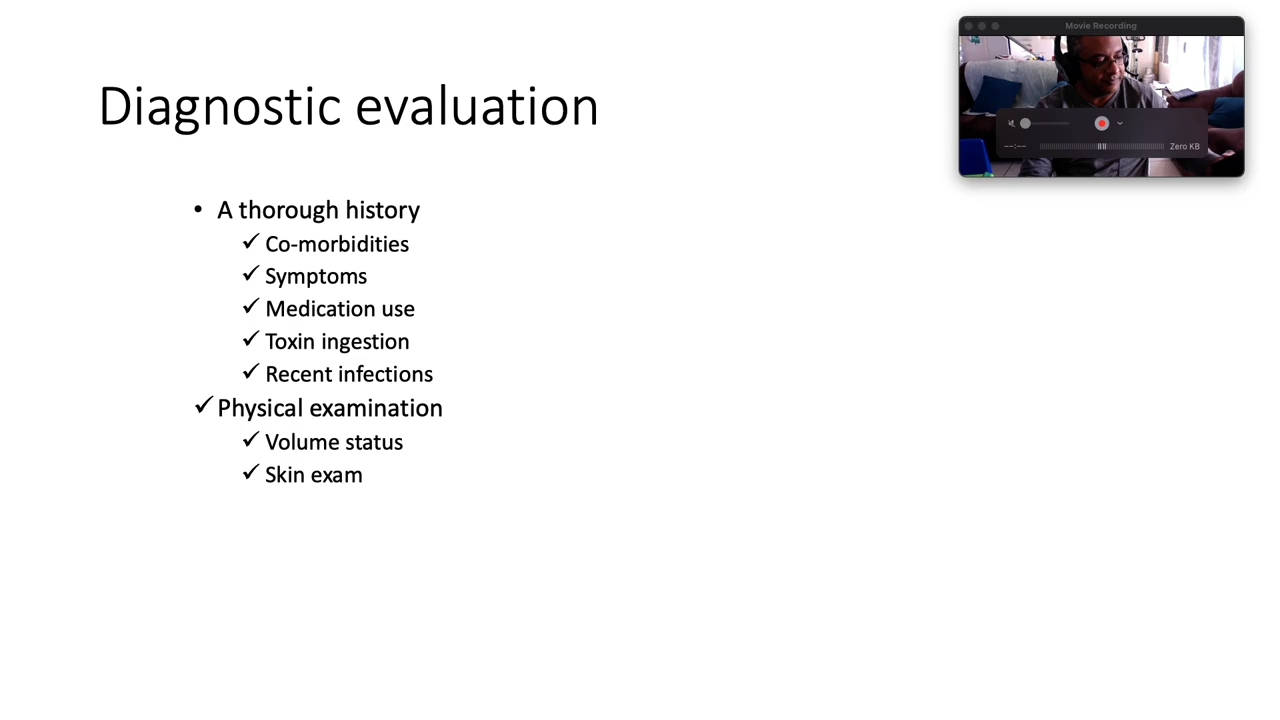 Movie Recording
Diagnostic evaluation
--:--
Zero KB
• A thorough history
✓ Co-morbidities
✓ Symptoms
✓ Medication use
✓ Toxin ingestion
✓ Recent infections
✓ Physical examination
✓ Volume status
✓ Skin exam